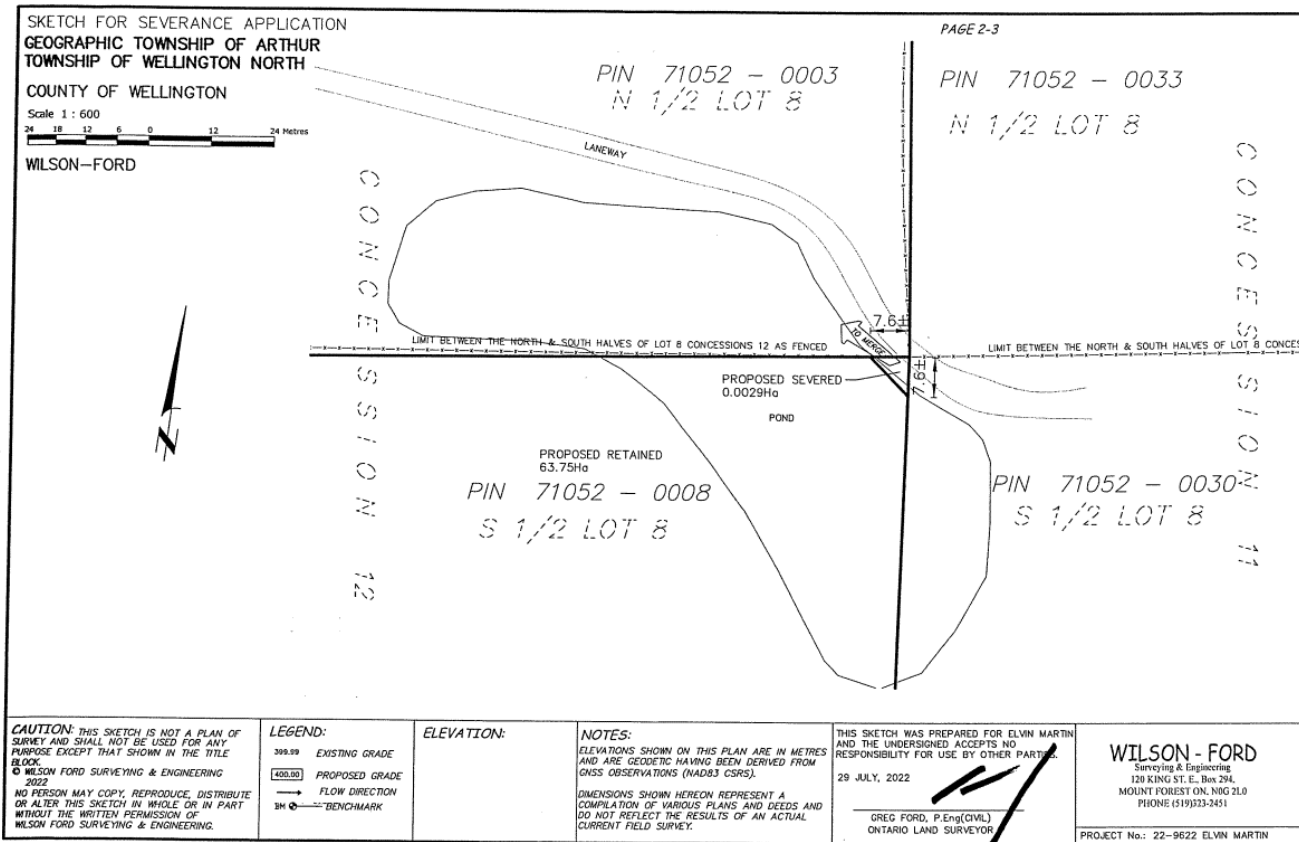 SKETCH FOR SEVERANCE APPLICATION
GEOGRAPHIC TOWNSHIP OF ARTHUR
TOWNSHIP OF WELLINGTON NORTH
COUNTY OF WELLINGTON
Scale 1 : 600
24 18 12 6 0 12 24 Metres
WILSON-FORD
PAGE 2-3
PIN 71052 - 0003
N 1/2 LOT 8
PIN 71052 - 0033
N 1/2 LOT 8
LANEWAY
CONCESSION 12
CONCESSION 11
N
7.6±
TO MERGE
LIMIT BETWEEN THE NORTH & SOUTH HALVES OF LOT 8 CONCESSIONS 12 AS FENCED
LIMIT BETWEEN THE NORTH & SOUTH HALVES OF LOT 8 CONCES
7.6±
PROPOSED SEVERED
0.0029Ha
POND
PROPOSED RETAINED
63.75Ha
PIN 71052 - 0008
S 1/2 LOT 8
PIN 71052 - 0030
S 1/2 LOT 8
CAUTION: THIS SKETCH IS NOT A PLAN OF
SURVEY AND SHALL NOT BE USED FOR ANY
PURPOSE EXCEPT THAT SHOWN IN THE TITLE
BLOCK.
© WILSON FORD SURVEYING & ENGINEERING
2022
NO PERSON MAY COPY, REPRODUCE, DISTRIBUTE
OR ALTER THIS SKETCH IN WHOLE OR IN PART
WITHOUT THE WRITTEN PERMISSION OF
WILSON FORD SURVEYING & ENGINEERING.
LEGEND:
399.99 EXISTING GRADE
400.00 PROPOSED GRADE
FLOW DIRECTION
BM BENCHMARK
ELEVATION:
NOTES:
ELEVATIONS SHOWN ON THIS PLAN ARE IN METRES
AND ARE GEODETIC HAVING BEEN DERIVED FROM
GNSS OBSERVATIONS (NAD83 CSRS).
DIMENSIONS SHOWN HEREON REPRESENT A
COMPILATION OF VARIOUS PLANS AND DEEDS AND
DO NOT REFLECT THE RESULTS OF AN ACTUAL
CURRENT FIELD SURVEY.
THIS SKETCH WAS PREPARED FOR ELVIN MARTIN
AND THE UNDERSIGNED ACCEPTS NO
RESPONSIBILITY FOR USE BY OTHER PARTIES.
29 JULY, 2022
GREG FORD, P.Eng(CIVIL)
ONTARIO LAND SURVEYOR
WILSON - FORD
Surveying & Engineering
120 KING ST. E., Box 294,
MOUNT FOREST ON, N0G 2L0
PHONE (519)323-2451
PROJECT No.: 22-9622 ELVIN MARTIN